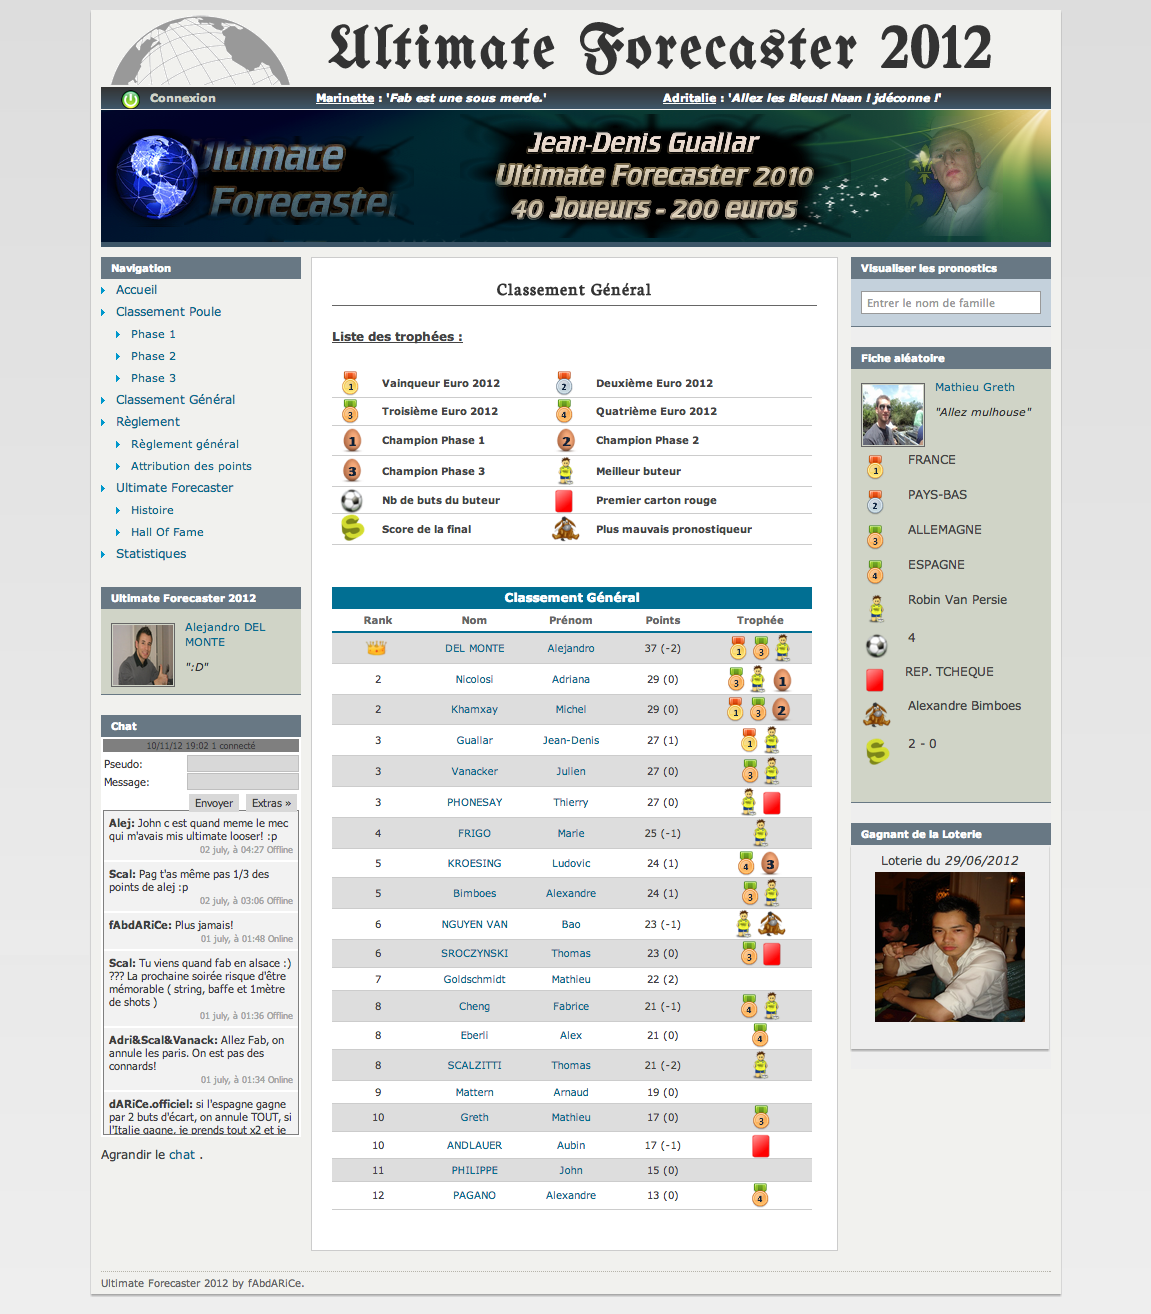 Ultimate Forecaster 2012
Connexion
Marinette : 'Fab est une sous merde.'
Adritalie : 'Allez les Bleus! Naan ! jdéconne !'
Ultimate
Forecaster
Jean-Denis Guallar
Ultimate Forecaster 2010
40 Joueurs - 200 euros
Navigation
Accueil
Classement Poule
Phase 1
Phase 2
Phase 3
Classement Général
Règlement
Règlement général
Attribution des points
Ultimate Forecaster
Histoire
Hall Of Fame
Statistiques
Ultimate Forecaster 2012
Alejandro DEL
MONTE
":D"
Chat
10/11/12 19:02 1 connecté
Pseudo:
Message:
Envoyer Extras »
Alej: John c est quand meme le mec
qui m'avais mis ultimate looser! :p
02 july, à 04:27 Offline
Scal: Pag t'as même pas 1/3 des
points de alej :p
02 july, à 03:06 Offline
fAbdARiCe: Plus jamais!
01 july, à 01:48 Online
Scal: Tu viens quand fab en alsace :)
??? La prochaine soirée risque d'être
mémorable ( string, baffe et 1mètre
de shots )
01 july, à 01:36 Offline
Adri&Scal&Vanack: Allez Fab, on
annule les paris. On est pas des
connards!
01 july, à 01:34 Online
dARiCe.officiel: si l'espagne gagne
par 2 buts d'écart, on annule TOUT, si
l'Italie gagne, je prends tout x2 et je
Agrandir le chat .
Classement Général
Liste des trophées :
1 Vainqueur Euro 2012 2 Deuxième Euro 2012
3 Troisième Euro 2012 4 Quatrième Euro 2012
1 Champion Phase 1 2 Champion Phase 2
3 Champion Phase 3 Meilleur buteur
Nb de buts du buteur Premier carton rouge
Score de la final Plus mauvais pronostiqueur
Classement Général
Rank Nom Prénom Points Trophée
DEL MONTE Alejandro 37 (-2) 1 3
2 Nicolosi Adriana 29 (0) 3 1
2 Khamxay Michel 29 (0) 1 3 2
3 Guallar Jean-Denis 27 (1) 1
3 Vanacker Julien 27 (0) 3
3 PHONESAY Thierry 27 (0)
4 FRIGO Marie 25 (-1)
5 KROESING Ludovic 24 (1) 4 3
5 Bimboes Alexandre 24 (1) 3
6 NGUYEN VAN Bao 23 (-1)
6 SROCZYNSKI Thomas 23 (0) 3
7 Goldschmidt Mathieu 22 (2)
8 Cheng Fabrice 21 (-1) 4
8 Eberli Alex 21 (0) 4
8 SCALZITTI Thomas 21 (-2)
9 Mattern Arnaud 19 (0)
10 Greth Mathieu 17 (0) 3
10 ANDLAUER Aubin 17 (-1)
11 PHILIPPE John 15 (0)
12 PAGANO Alexandre 13 (0) 4
Visualiser les pronostics
Entrer le nom de famille
Fiche aléatoire
Mathieu Greth
"Allez mulhouse"
1 FRANCE
2 PAYS-BAS
3 ALLEMAGNE
4 ESPAGNE
Robin Van Persie
4
REP. TCHEQUE
Alexandre Bimboes
2 - 0
Gagnant de la Loterie
Loterie du 29/06/2012
Ultimate Forecaster 2012 by fAbdARiCe.